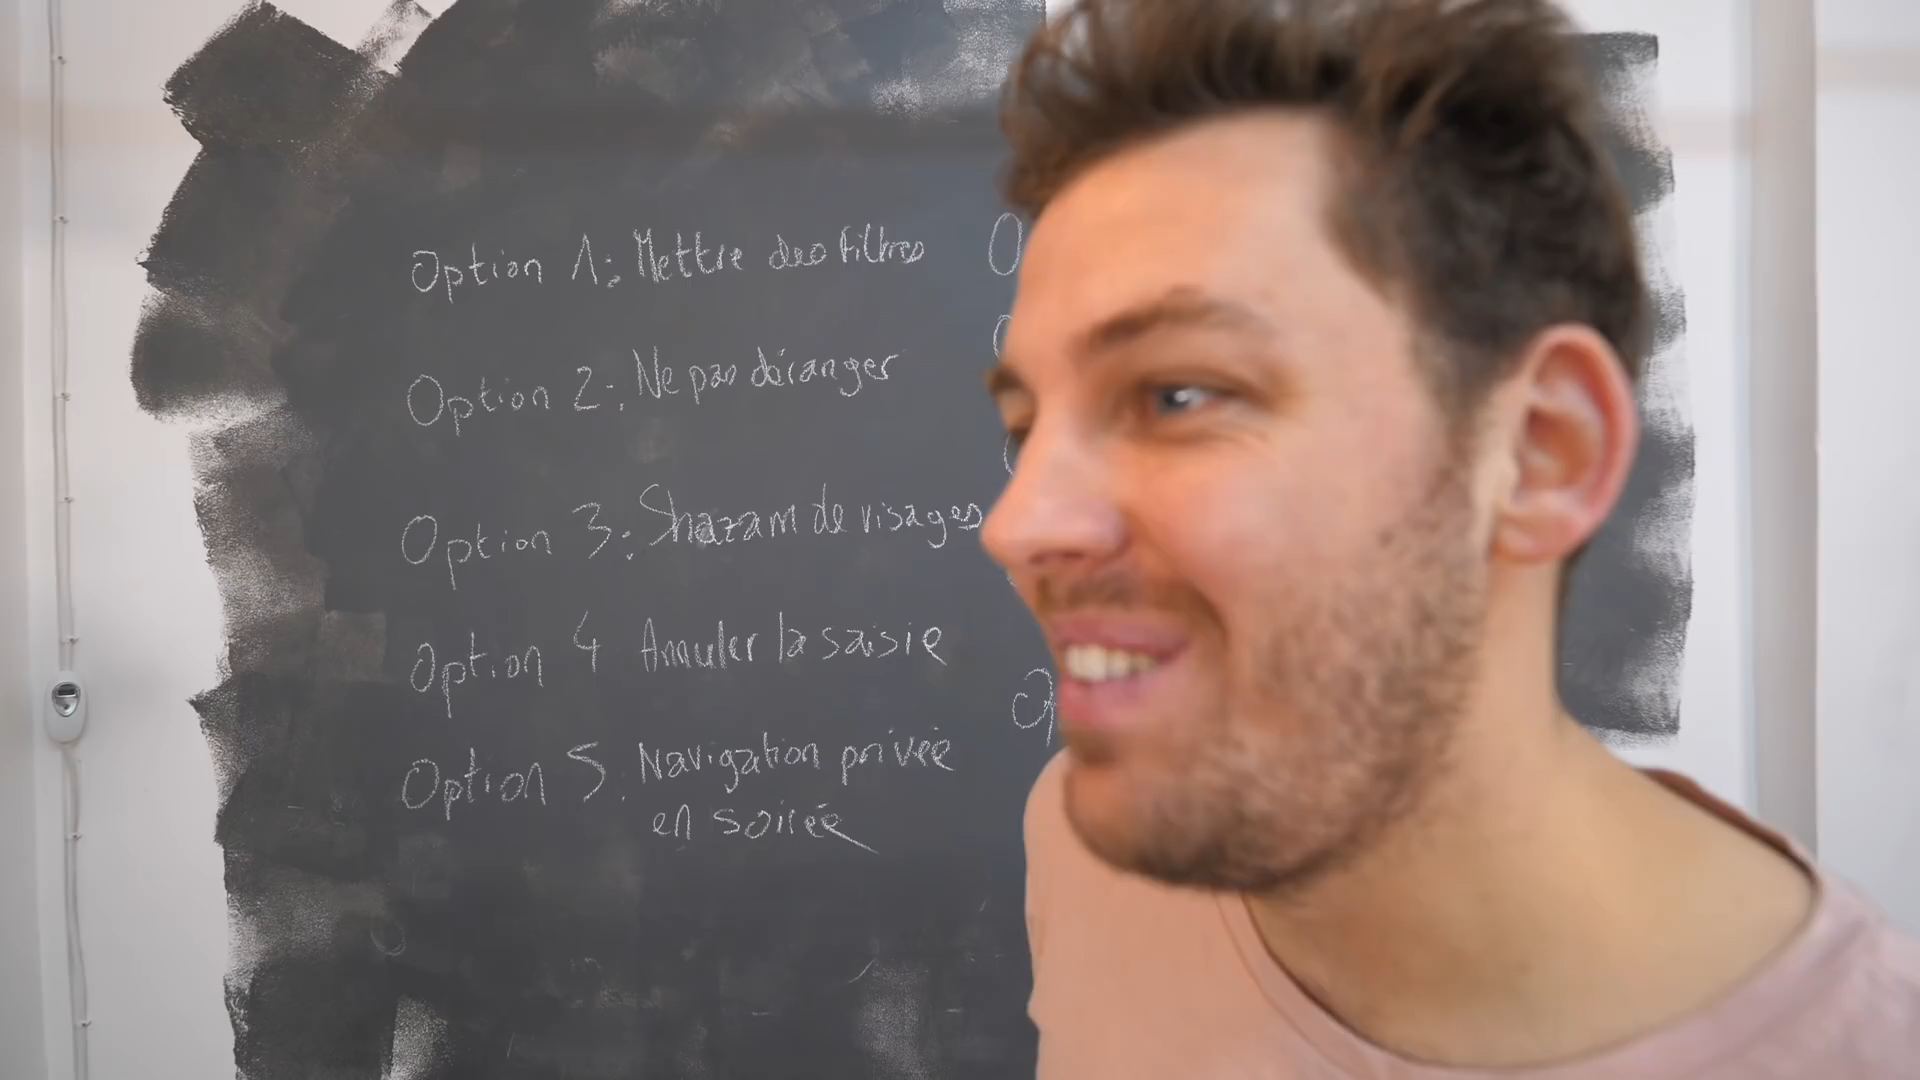 Option 1: Mettre des filtres
Option 2: Ne pas déranger
Option 3: Shazam de visages
Option 4 Annuler la saisie
Option 5: Navigation privée
en soirée